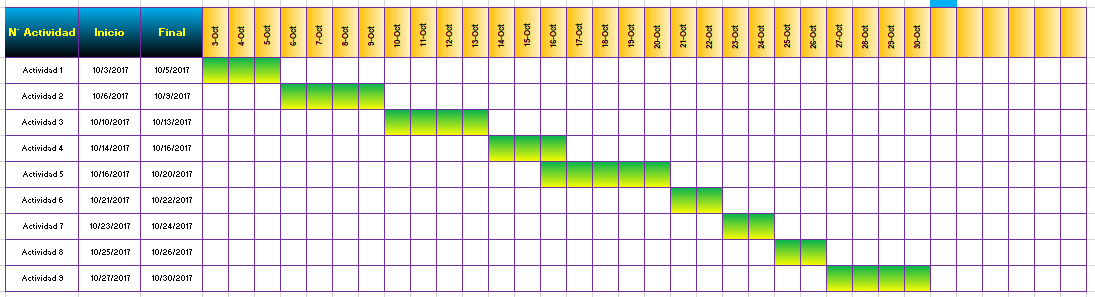 N° Actividad Inicio Final 3-Oct 4-Oct 5-Oct 6-Oct 7-Oct 8-Oct 9-Oct 10-Oct 11-Oct 12-Oct 13-Oct 14-Oct 15-Oct 16-Oct 17-Oct 18-Oct 19-Oct 20-Oct 21-Oct 22-Oct 23-Oct 24-Oct 25-Oct 26-Oct 27-Oct 28-Oct 29-Oct 30-Oct
Actividad 1 10/3/2017 10/5/2017
Actividad 2 10/6/2017 10/9/2017
Actividad 3 10/10/2017 10/13/2017
Actividad 4 10/14/2017 10/16/2017
Actividad 5 10/16/2017 10/20/2017
Actividad 6 10/21/2017 10/22/2017
Actividad 7 10/23/2017 10/24/2017
Actividad 8 10/25/2017 10/26/2017
Actividad 9 10/27/2017 10/30/2017